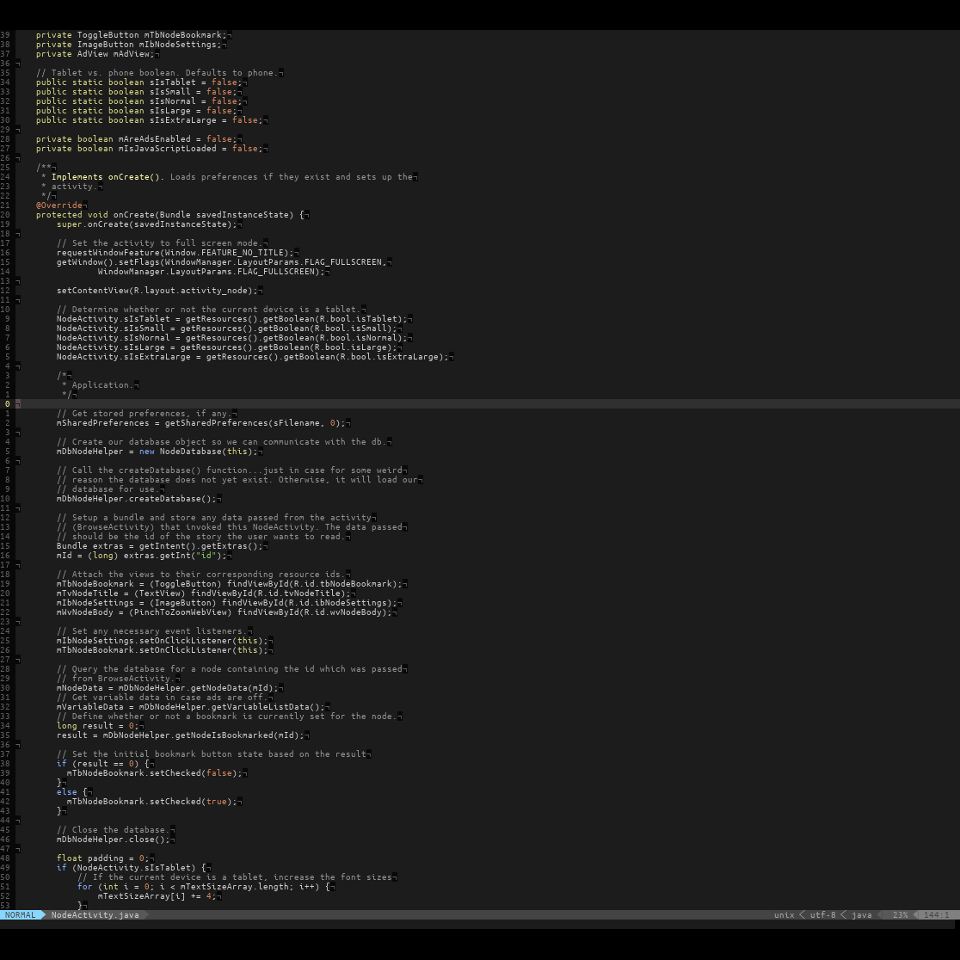 39 private ToggleButton mTbNodeBookmark;¬
38 private ImageButton mIbNodeSettings;¬
37 private AdView mAdView;¬
36 ¬
35 // Tablet vs. phone boolean. Defaults to phone.¬
34 public static boolean sIsTablet = false;¬
33 public static boolean sIsSmall = false;¬
32 public static boolean sIsNormal = false;¬
31 public static boolean sIsLarge = false;¬
30 public static boolean sIsExtraLarge = false;¬
29 ¬
28 private boolean mAreAdsEnabled = false;¬
27 private boolean mIsJavaScriptLoaded = false;¬
26 ¬
25 /**¬
24 * Implements onCreate(). Loads preferences if they exist and sets up the¬
23 * activity.¬
22 */¬
21 @Override¬
20 protected void onCreate(Bundle savedInstanceState) {¬
19 super.onCreate(savedInstanceState);¬
18 ¬
17 // Set the activity to full screen mode.¬
16 requestWindowFeature(Window.FEATURE_NO_TITLE);¬
15 getWindow().setFlags(WindowManager.LayoutParams.FLAG_FULLSCREEN,¬
14 WindowManager.LayoutParams.FLAG_FULLSCREEN);¬
13 ¬
12 setContentView(R.layout.activity_node);¬
11 ¬
10 // Determine whether or not the current device is a tablet.¬
9 NodeActivity.sIsTablet = getResources().getBoolean(R.bool.isTablet);¬
8 NodeActivity.sIsSmall = getResources().getBoolean(R.bool.isSmall);¬
7 NodeActivity.sIsNormal = getResources().getBoolean(R.bool.isNormal);¬
6 NodeActivity.sIsLarge = getResources().getBoolean(R.bool.isLarge);¬
5 NodeActivity.sIsExtraLarge = getResources().getBoolean(R.bool.isExtraLarge);¬
4 ¬
3 /*¬
2 * Application.¬
1 */¬
0 ¬
1 // Get stored preferences, if any.¬
2 mSharedPreferences = getSharedPreferences(sFilename, 0);¬
3 ¬
4 // Create our database object so we can communicate with the db.¬
5 mDbNodeHelper = new NodeDatabase(this);¬
6 ¬
7 // Call the createDatabase() function...just in case for some weird¬
8 // reason the database does not yet exist. Otherwise, it will load our¬
9 // database for use.¬
10 mDbNodeHelper.createDatabase();¬
11 ¬
12 // Setup a bundle and store any data passed from the activity¬
13 // (BrowseActivity) that invoked this NodeActivity. The data passed¬
14 // should be the id of the story the user wants to read.¬
15 Bundle extras = getIntent().getExtras();¬
16 mId = (long) extras.getInt("id");¬
17 ¬
18 // Attach the views to their corresponding resource ids.¬
19 mTbNodeBookmark = (ToggleButton) findViewById(R.id.tbNodeBookmark);¬
20 mTvNodeTitle = (TextView) findViewById(R.id.tvNodeTitle);¬
21 mIbNodeSettings = (ImageButton) findViewById(R.id.ibNodeSettings);¬
22 mWvNodeBody = (PinchToZoomWebView) findViewById(R.id.wvNodeBody);¬
23 ¬
24 // Set any necessary event listeners.¬
25 mIbNodeSettings.setOnClickListener(this);¬
26 mTbNodeBookmark.setOnClickListener(this);¬
27 ¬
28 // Query the database for a node containing the id which was passed¬
29 // from BrowseActivity.¬
30 mNodeData = mDbNodeHelper.getNodeData(mId);¬
31 // Get variable data in case ads are off.¬
32 mVariableData = mDbNodeHelper.getVariableListData();¬
33 // Define whether or not a bookmark is currently set for the node.¬
34 long result = 0;¬
35 result = mDbNodeHelper.getNodeIsBookmarked(mId);¬
36 ¬
37 // Set the initial bookmark button state based on the result¬
38 if (result == 0) {¬
39 mTbNodeBookmark.setChecked(false);¬
40 }¬
41 else {¬
42 mTbNodeBookmark.setChecked(true);¬
43 }¬
44 ¬
45 // Close the database.¬
46 mDbNodeHelper.close();¬
47 ¬
48 float padding = 0;¬
49 if (NodeActivity.sIsTablet) {¬
50 // If the current device is a tablet, increase the font sizes¬
51 for (int i = 0; i < mTextSizeArray.length; i++) {¬
52 mTextSizeArray[i] += 4;¬
53 }¬
NORMAL NodeActivity.java unix < utf-8 < java 23% 144:1